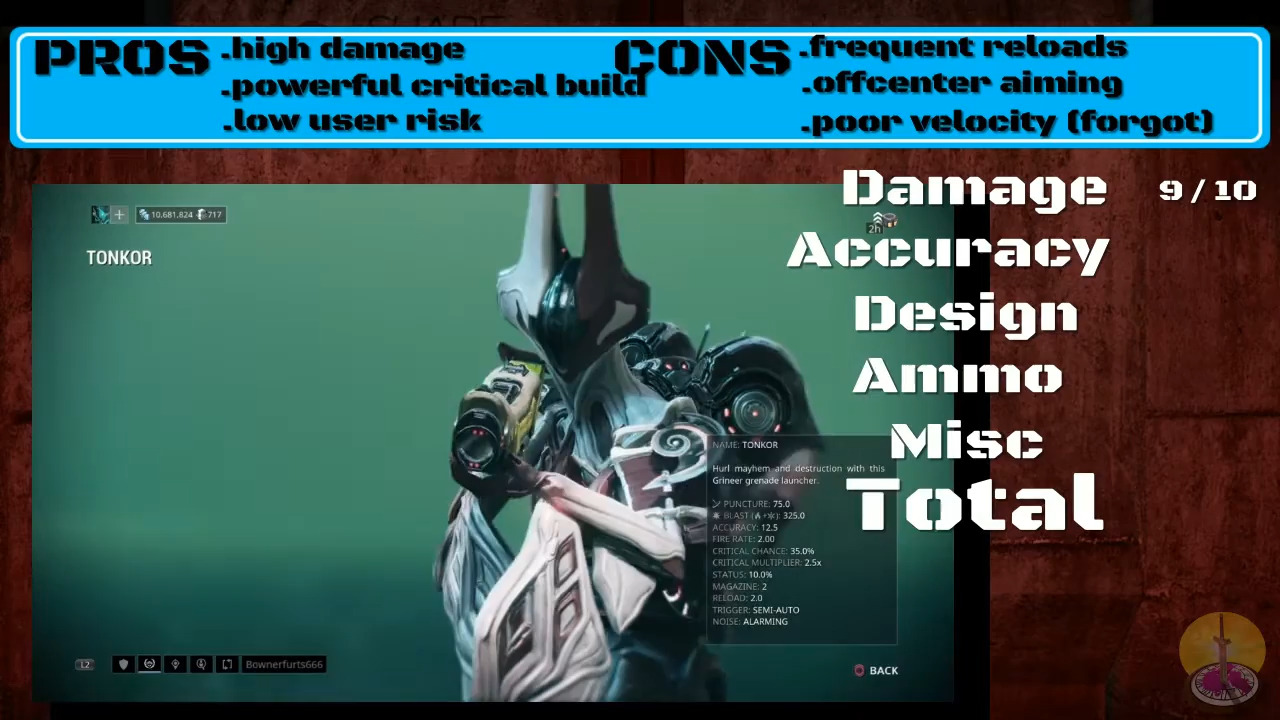 PROS
.high damage
.powerful critical build
.low user risk
CONS
.frequent reloads
.offcenter aiming
.poor velocity (forgot)
Damage 9 / 10
Accuracy
Design
Ammo
Misc
Total
10.681.824 717
2h
TONKOR
NAME: TONKOR
Hurl mayhem and destruction with this
Grineer grenade launcher.
PUNCTURE: 75.0
BLAST ( + ): 325.0
ACCURACY: 12.5
FIRE RATE: 2.00
CRITICAL CHANCE: 35.0%
CRITICAL MULTIPLIER: 2.5x
STATUS: 10.0%
MAGAZINE: 2
RELOAD: 2.0
TRIGGER: SEMI-AUTO
NOISE: ALARMING
L2
Bownerfurts666
BACK